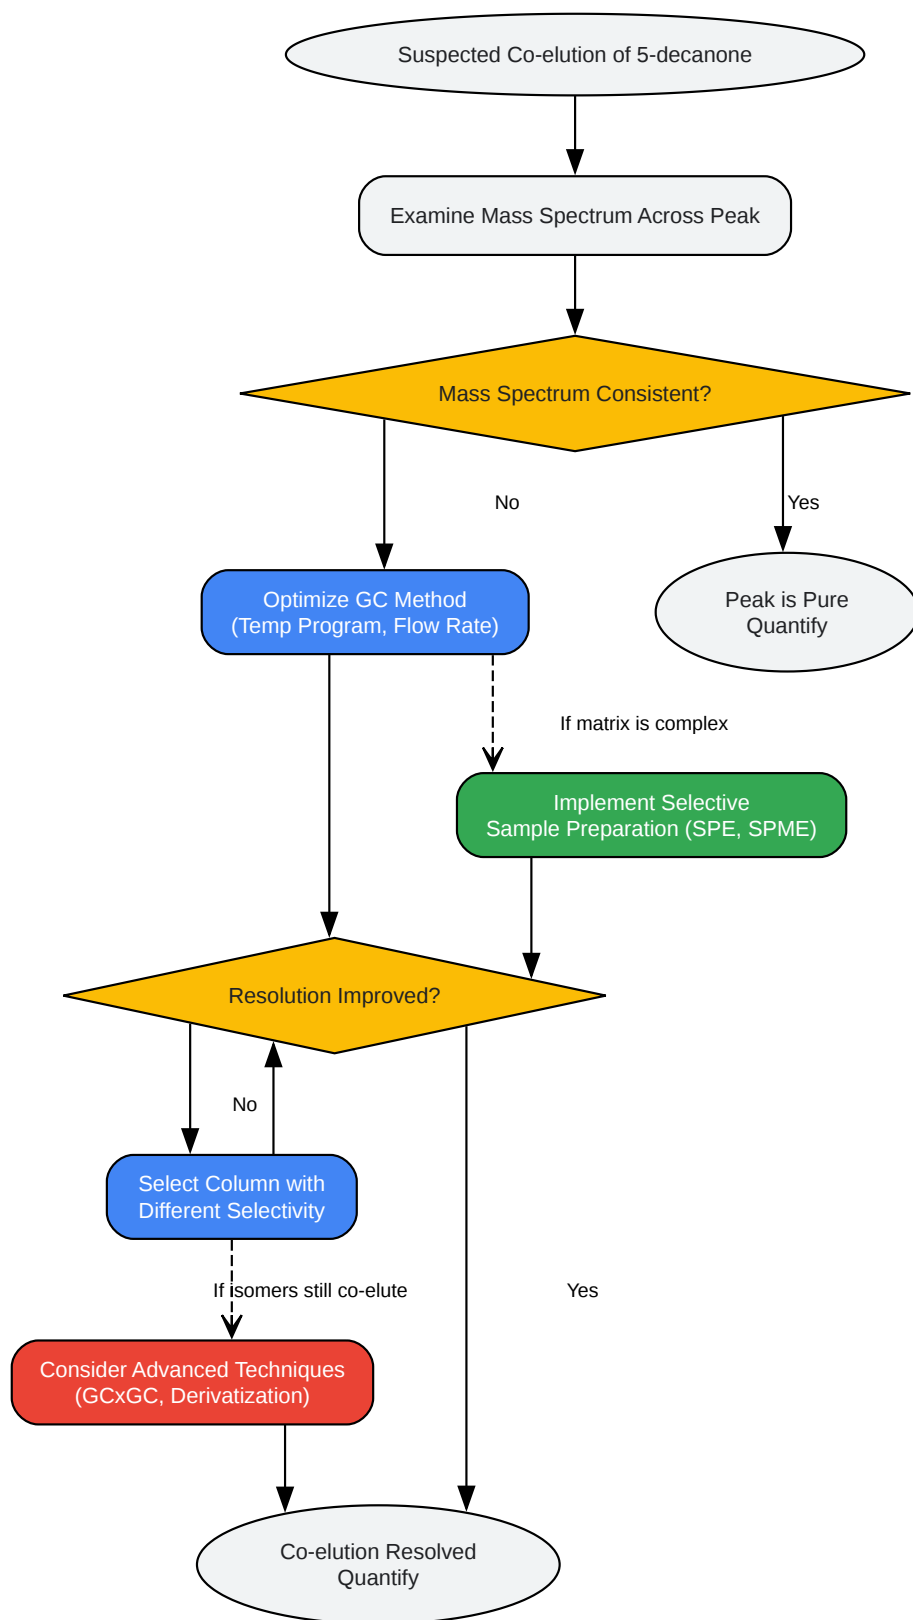 Suspected Co-elution of 5-decanone
Examine Mass Spectrum Across Peak
Mass Spectrum Consistent?
No
Yes
Optimize GC Method
(Temp Program, Flow Rate)
Peak is Pure
Quantify
If matrix is complex
Implement Selective
Sample Preparation (SPE, SPME)
Resolution Improved?
No
Select Column with
Different Selectivity
If isomers still co-elute
Yes
Consider Advanced Techniques
(GCxGC, Derivatization)
Co-elution Resolved
Quantify